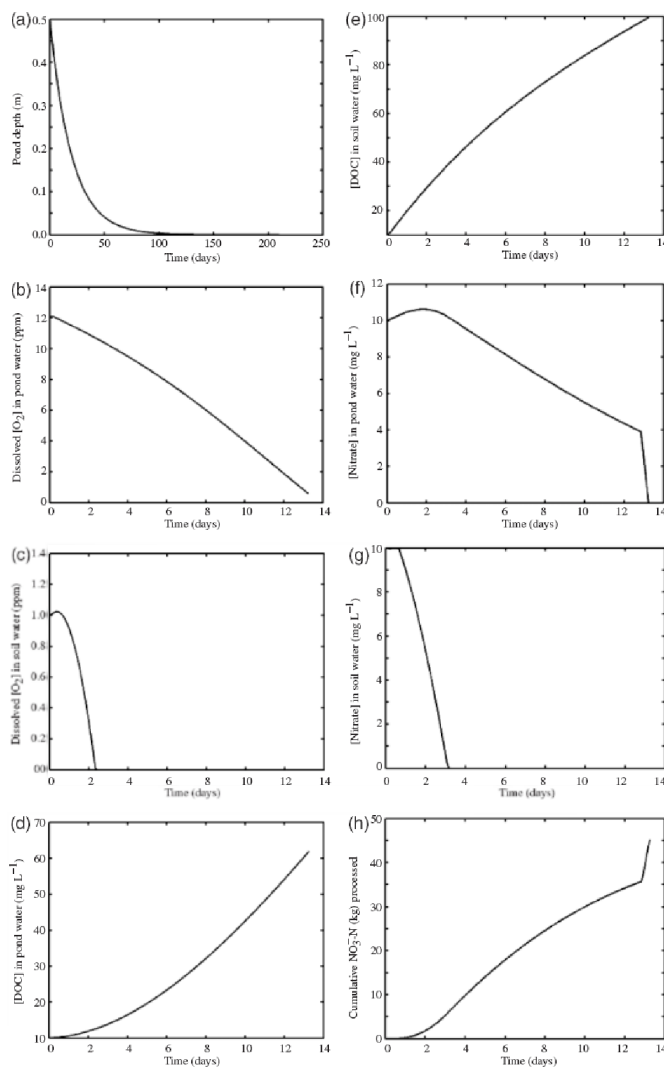 (a)
0.5
0.4
0.3
0.2
0.1
0.0
Pond depth (m)
0 50 100 150 200 250
Time (days)
(b)
14
12
10
8
6
4
2
0
Dissolved [O₂] in pond water (ppm)
0 2 4 6 8 10 12 14
Time (days)
(c)
1.4
1.2
1.0
0.8
0.6
0.4
0.2
0.0
Dissolved [O₂] in soil water (ppm)
0 2 4 6 8 10 12 14
Time (days)
(d)
70
60
50
40
30
20
10
[DOC] in pond water (mg L⁻¹)
0 2 4 6 8 10 12 14
Time (days)
(e)
100
80
60
40
20
[DOC] in soil water (mg L⁻¹)
0 2 4 6 8 10 12 14
Time (days)
(f)
12
10
8
6
4
2
0
[Nitrate] in pond water (mg L⁻¹)
0 2 4 6 8 10 12 14
Time (days)
(g)
10
8
6
4
2
0
[Nitrate] in soil water (mg L⁻¹)
0 2 4 6 8 10 12 14
Time (days)
(h)
50
40
30
20
10
0
Cumulative NO₃⁻-N (kg) processed
0 2 4 6 8 10 12 14
Time (days)